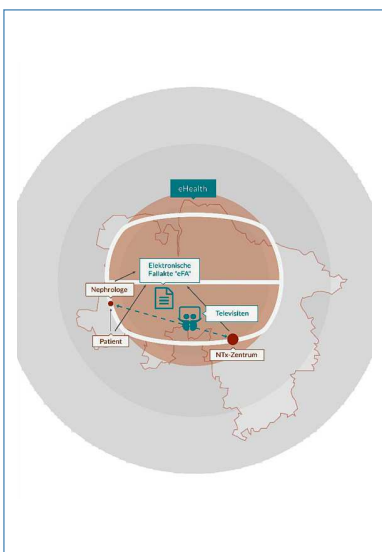 eHealth
Elektronische
Fallakte "eFA"
Nephrologe
Televisiten
Patient
NTx-Zentrum